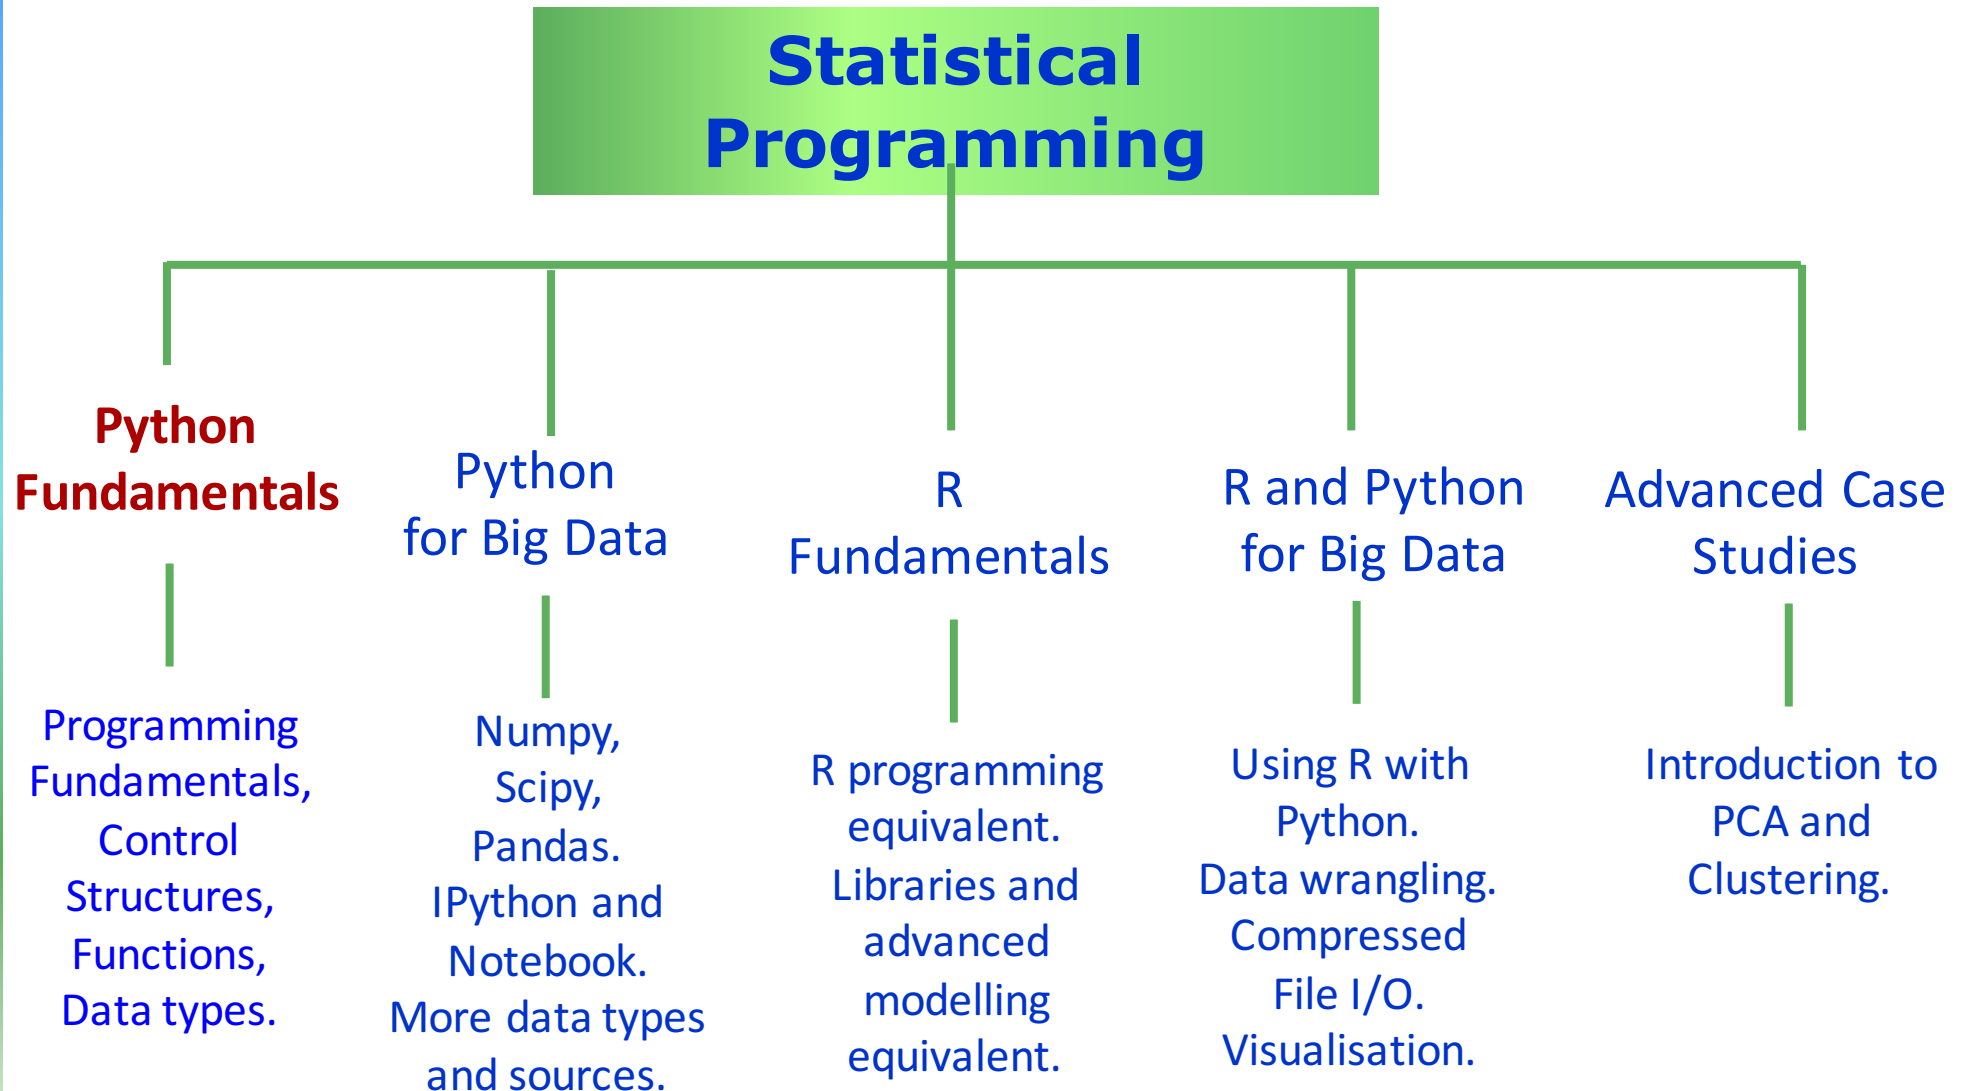 Statistical
Programming
Python
Fundamentals
Programming
Fundamentals,
Control
Structures,
Functions,
Data types.
Python
for Big Data
Numpy,
Scipy,
Pandas.
IPython and
Notebook.
More data types
and sources.
R
Fundamentals
R programming
equivalent.
Libraries and
advanced
modelling
equivalent.
R and Python
for Big Data
Using R with
Python.
Data wrangling.
Compressed
File I/O.
Visualisation.
Advanced Case
Studies
Introduction to
PCA and
Clustering.